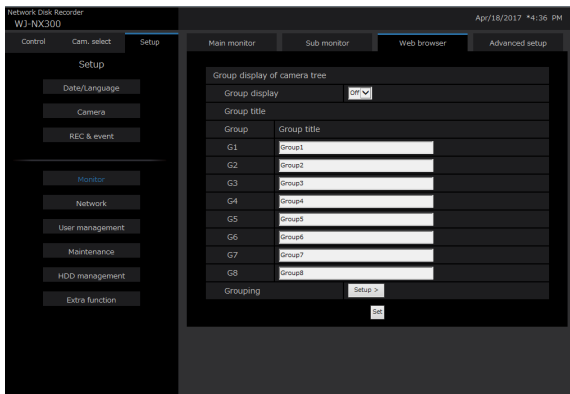 Network Disk Recorder
WJ-NX300
Apr/18/2017 *4:36 PM
Control Cam. select Setup
Main monitor Sub monitor Web browser Advanced setup
Setup
Date/Language
Camera
REC & event
Monitor
Network
User management
Maintenance
HDD management
Extra function
Group display of camera tree
Group display Off
Group title
Group Group title
G1 Group1
G2 Group2
G3 Group3
G4 Group4
G5 Group5
G6 Group6
G7 Group7
G8 Group8
Grouping Setup >
Set